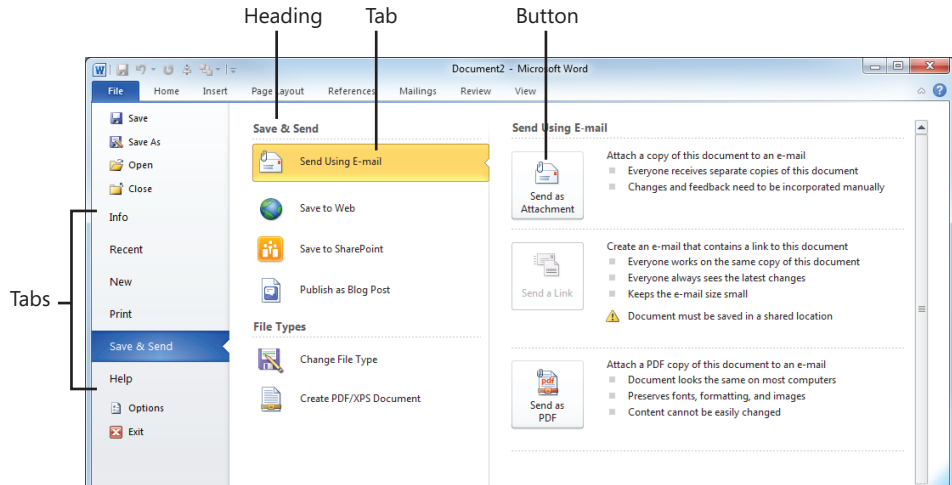 Heading Tab Button
Document2 - Microsoft Word
W
File Home Insert Page Layout References Mailings Review View
Save
Save As
Open
Close
Tabs
Info
Recent
New
Print
Save & Send
Help
Options
Exit
Save & Send
Send Using E-mail
Save to Web
Save to SharePoint
Publish as Blog Post
File Types
Change File Type
Create PDF/XPS Document
Send Using E-mail
Send as
Attachment
Attach a copy of this document to an e-mail
Everyone receives separate copies of this document
Changes and feedback need to be incorporated manually
Send a Link
Create an e-mail that contains a link to this document
Everyone works on the same copy of this document
Everyone always sees the latest changes
Keeps the e-mail size small
Document must be saved in a shared location
pdf
Send as
PDF
Attach a PDF copy of this document to an e-mail
Document looks the same on most computers
Preserves fonts, formatting, and images
Content cannot be easily changed